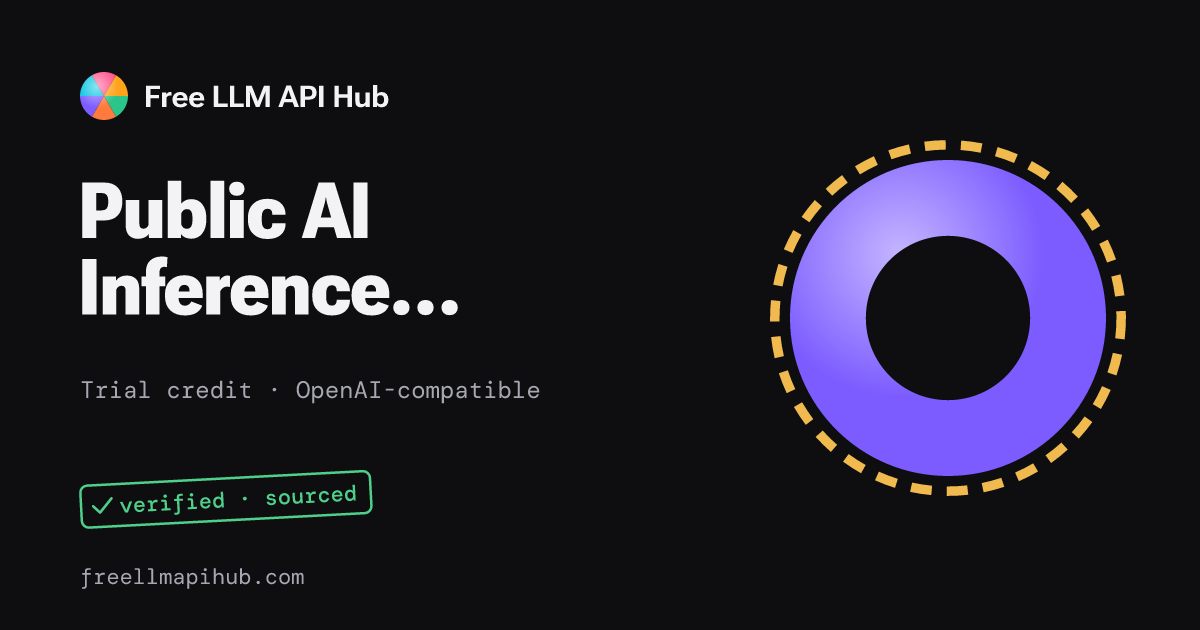 Free LLM API Hub
Public AI
Inference...
Trial credit · OpenAI-compatible
✓ verified · sourced
freellmapihub.com